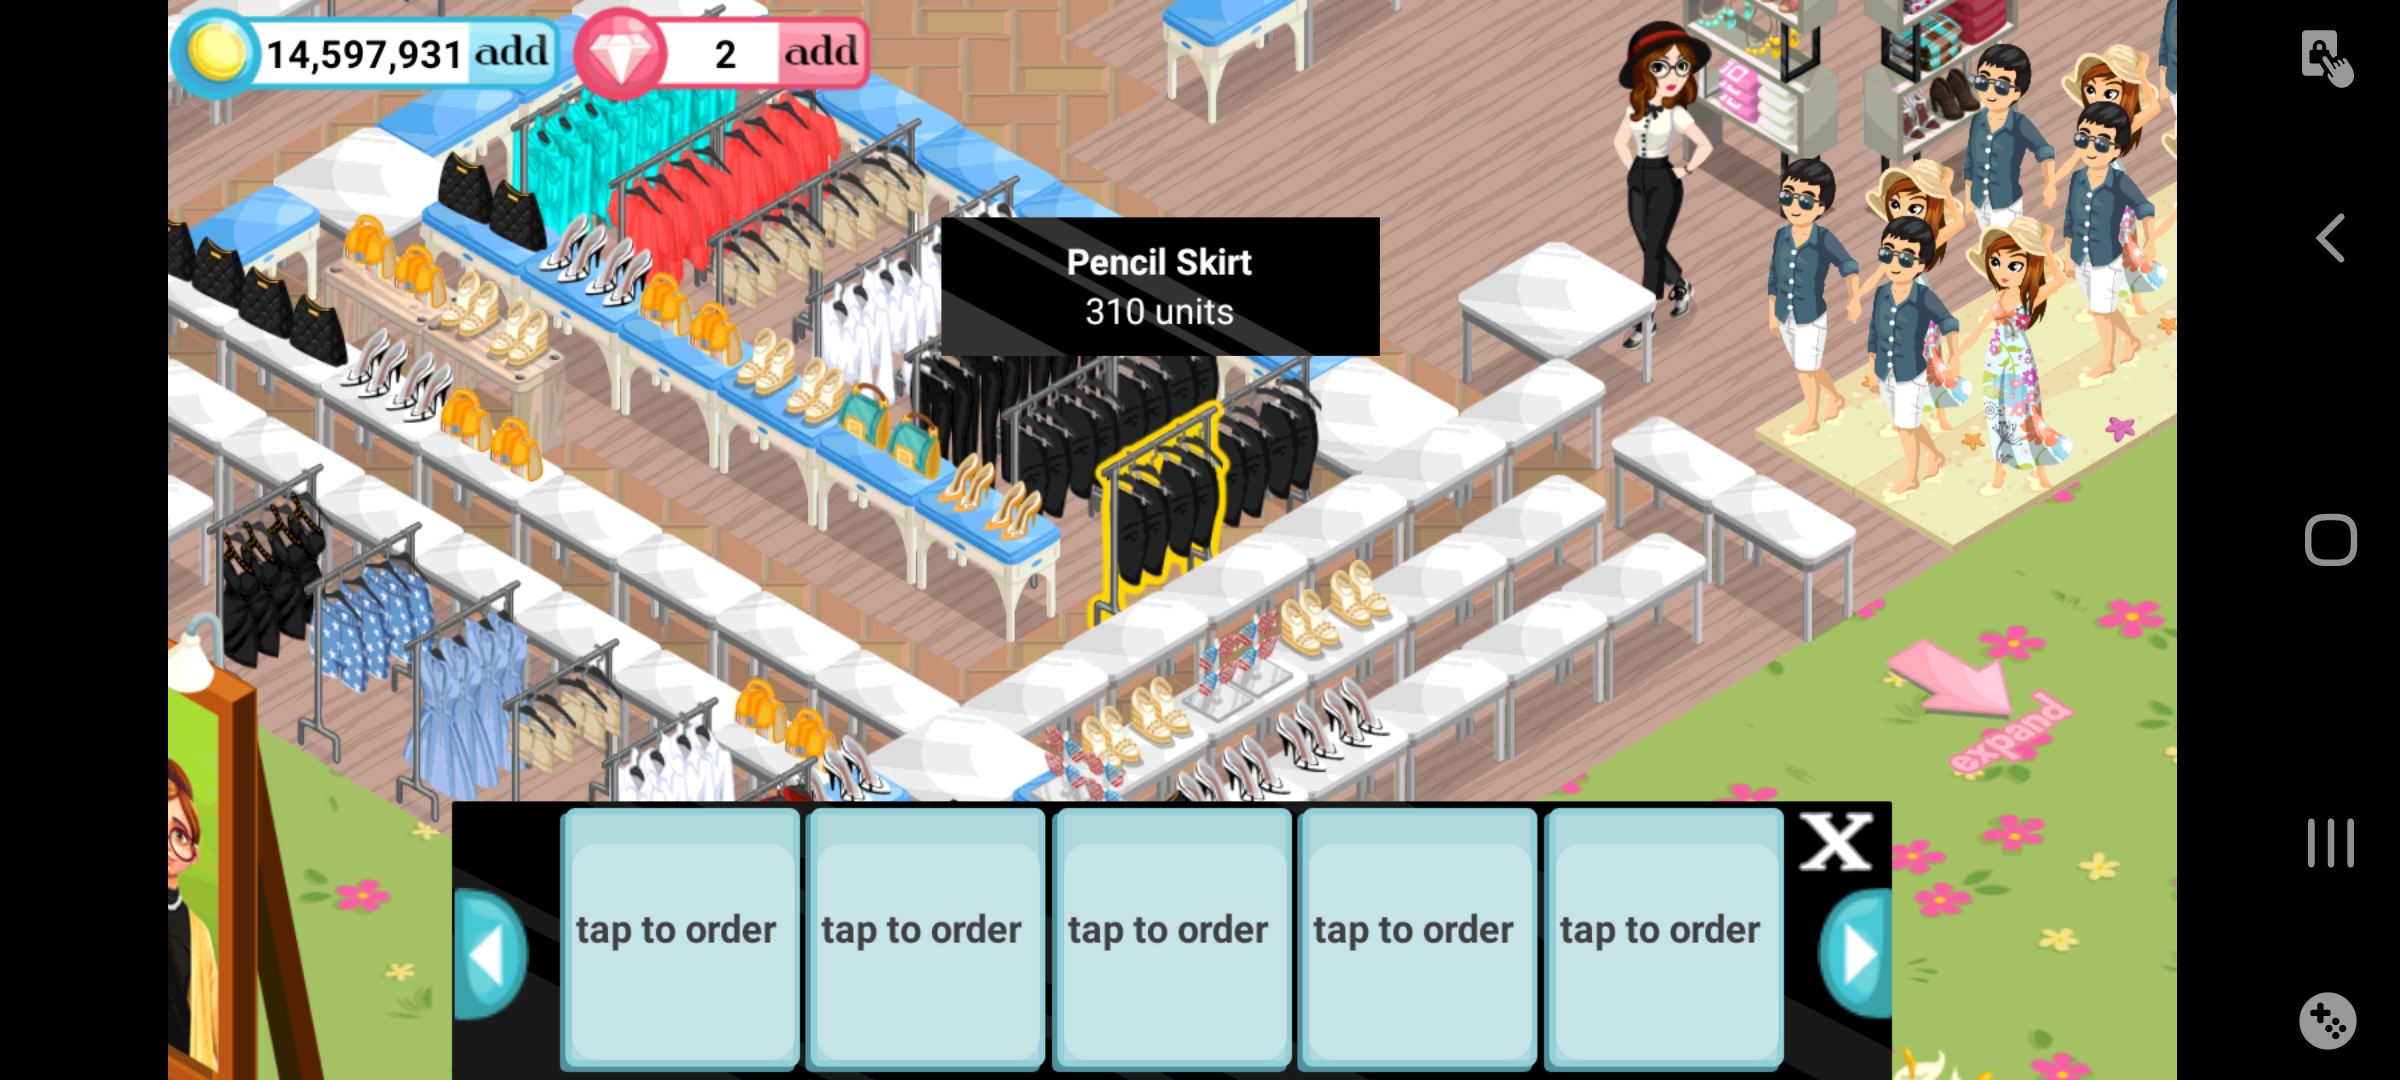 14,597,931 add
2 add
Pencil Skirt
310 units
expand
X
tap to order
tap to order
tap to order
tap to order
tap to order